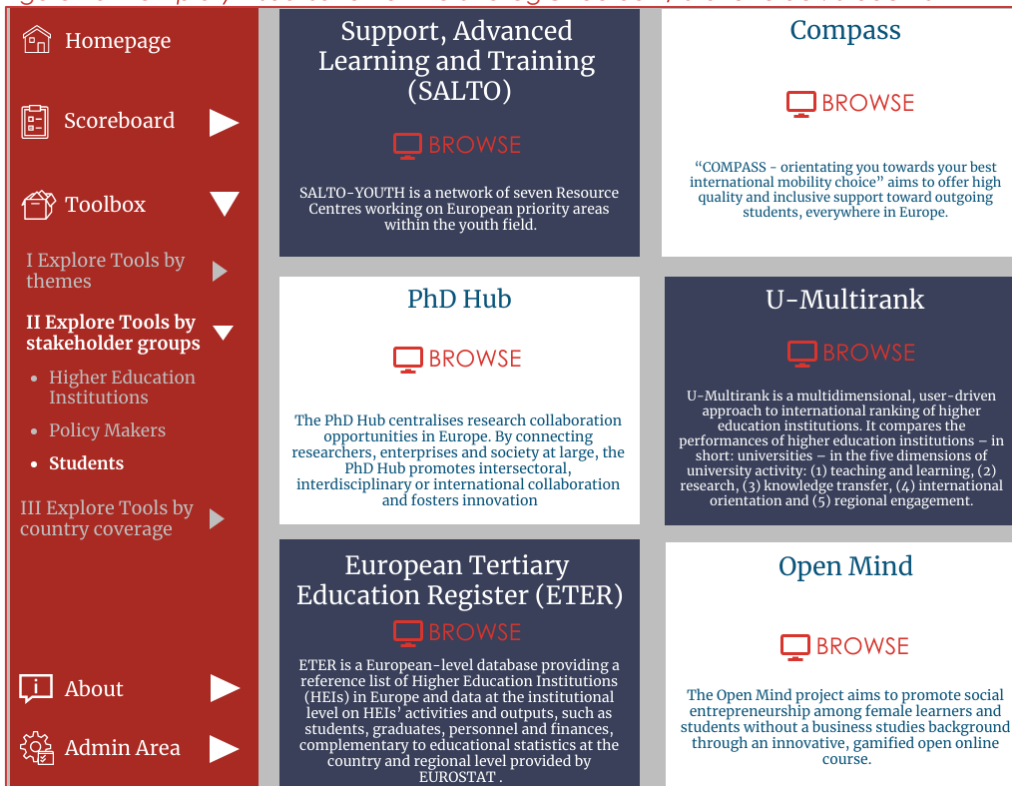 Homepage
Scoreboard
Toolbox
I Explore Tools by
themes
II Explore Tools by
stakeholder groups
• Higher Education
Institutions
• Policy Makers
• Students
III Explore Tools by
country coverage
About
Admin Area
Support, Advanced
Learning and Training
(SALTO)
BROWSE
SALTO-YOUTH is a network of seven Resource
Centres working on European priority areas
within the youth field.
Compass
BROWSE
“COMPASS - orientating you towards your best
international mobility choice” aims to offer high
quality and inclusive support toward outgoing
students, everywhere in Europe.
PhD Hub
BROWSE
The PhD Hub centralises research collaboration
opportunities in Europe. By connecting
researchers, enterprises and society at large, the
PhD Hub promotes intersectoral,
interdisciplinary or international collaboration
and fosters innovation
U-Multirank
BROWSE
U-Multirank is a multidimensional, user-driven
approach to international ranking of higher
education institutions. It compares the
performances of higher education institutions – in
short: universities – in the five dimensions of
university activity: (1) teaching and learning, (2)
research, (3) knowledge transfer, (4) international
orientation and (5) regional engagement.
European Tertiary
Education Register (ETER)
BROWSE
ETER is a European-level database providing a
reference list of Higher Education Institutions
(HEIs) in Europe and data at the institutional
level on HEIs’ activities and outputs, such as
students, graduates, personnel and finances,
complementary to educational statistics at the
country and regional level provided by
EUROSTAT .
Open Mind
BROWSE
The Open Mind project aims to promote social
entrepreneurship among female learners and
students without a business studies background
through an innovative, gamified open online
course.